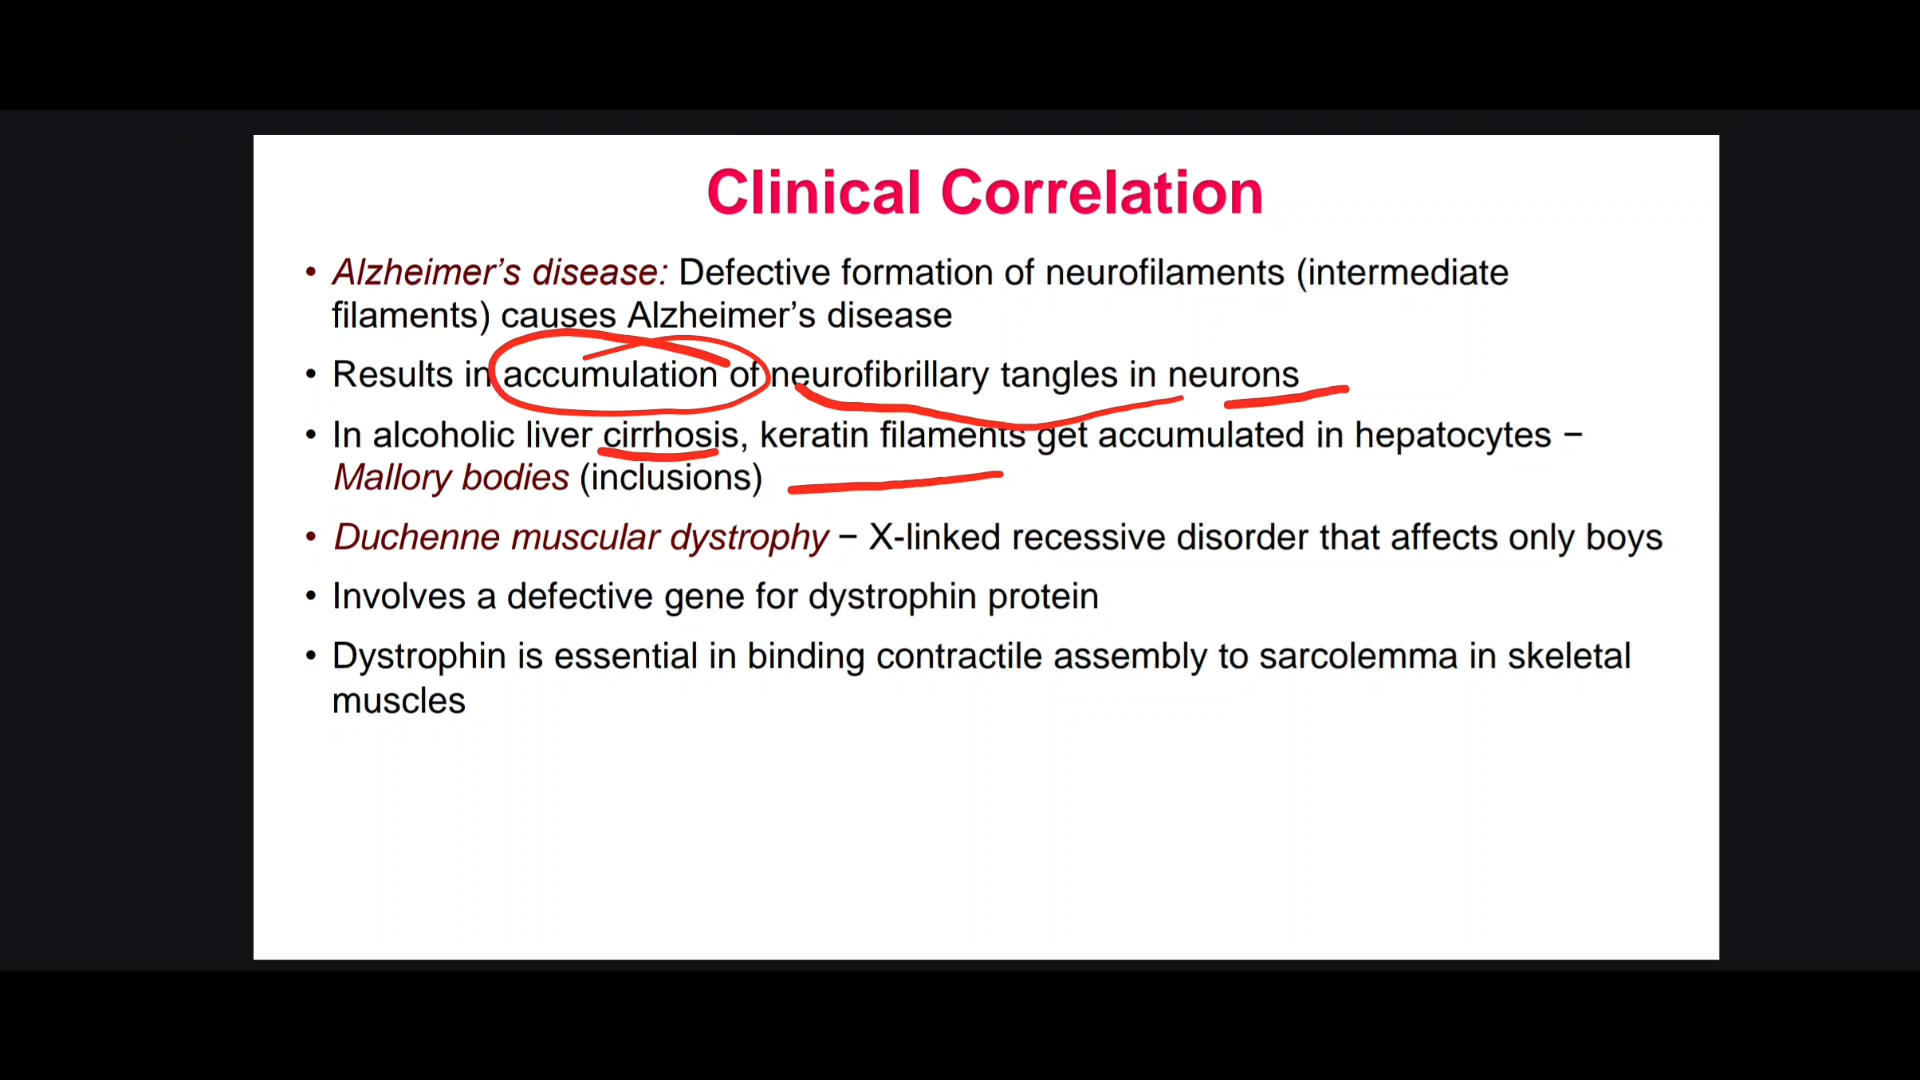 Clinical Correlation
• Alzheimer’s disease: Defective formation of neurofilaments (intermediate
filaments) causes Alzheimer’s disease
• Results in accumulation of neurofibrillary tangles in neurons
• In alcoholic liver cirrhosis, keratin filaments get accumulated in hepatocytes –
Mallory bodies (inclusions)
• Duchenne muscular dystrophy – X-linked recessive disorder that affects only boys
• Involves a defective gene for dystrophin protein
• Dystrophin is essential in binding contractile assembly to sarcolemma in skeletal
muscles